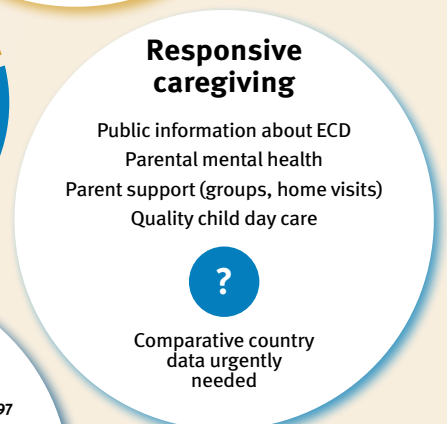 Responsive
caregiving
Public information about ECD
Parental mental health
Parent support (groups, home visits)
Quality child day care
?
Comparative country
data urgently
needed
97